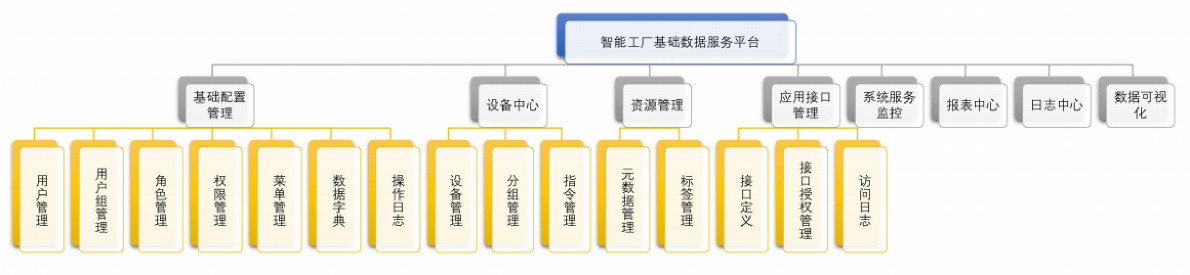 智能工厂基础数据服务平台
基础配置
管理
设备中心
资源管理
应用接口
管理
系统服务
监控
报表中心
日志中心
数据可视
化
用户管理
用户组管理
角色管理
权限管理
菜单管理
数据字典
操作日志
设备管理
分组管理
指令管理
元数据管理
标签管理
接口定义
接口授权管理
访问日志